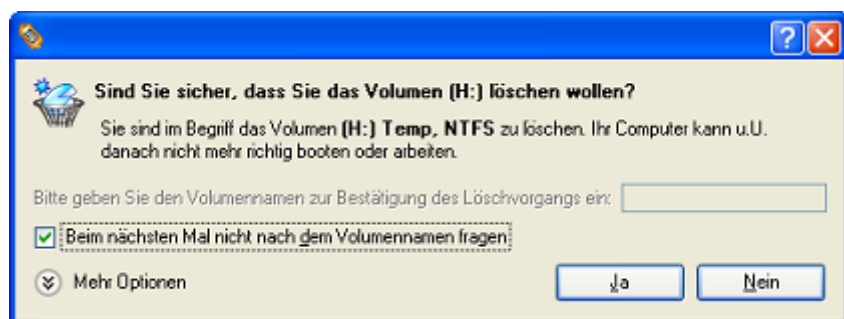 Sind Sie sicher, dass Sie das Volumen (H:) löschen wollen?
Sie sind im Begriff das Volumen (H:) Temp, NTFS zu löschen. Ihr Computer kann u.U.
danach nicht mehr richtig booten oder arbeiten.
Bitte geben Sie den Volumennamen zur Bestätigung des Löschvorgangs ein:
Beim nächsten Mal nicht nach dem Volumennamen fragen
Mehr Optionen
Ja
Nein